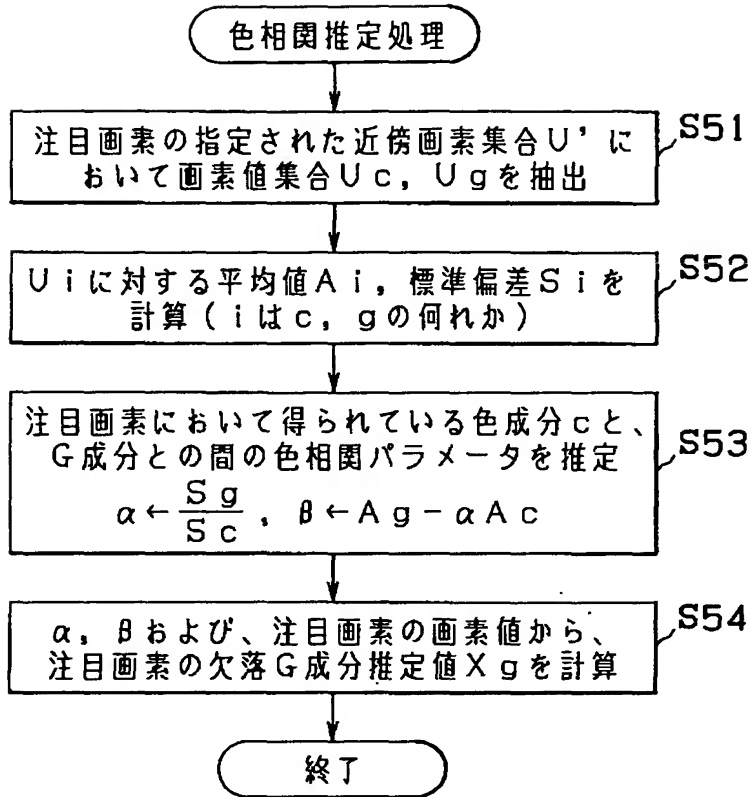 色相関推定処理
注目画素の指定された近傍画素集合U'に
おいて画素値集合Uc,Ugを抽出
S51
Uiに対する平均値Ai,標準偏差Siを
計算(iはc,gの何れか)
S52
注目画素において得られている色成分cと、
G成分との間の色相関パラメータを推定
α←Sg/Sc,β←Ag-αAc
S53
α,βおよび、注目画素の画素値から、
注目画素の欠落G成分推定値Xgを計算
S54
終了